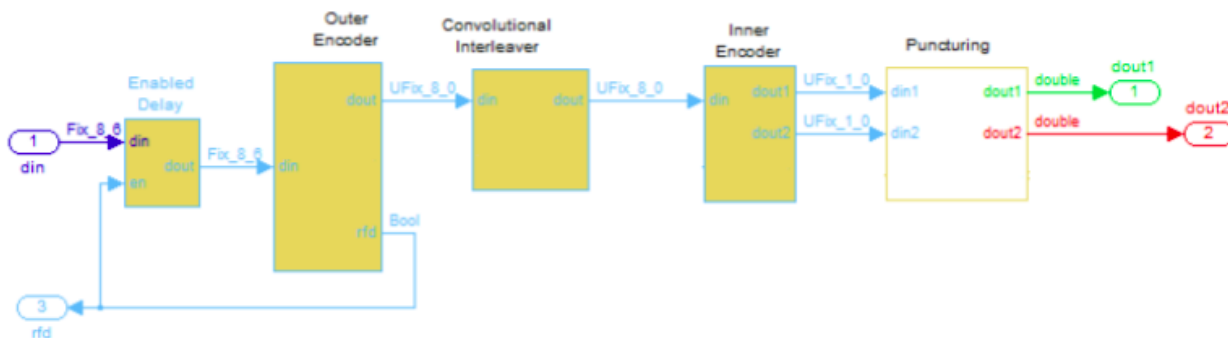 Outer
Encoder
Convolutional
Interleaver
Inner
Encoder
Puncturing
Enabled
Delay
1
din
Fix_8_6
din
en
dout
Fix_8_6
din
dout
rfd
UFix_8_0
Bool
din
dout
UFix_8_0
din
dout1
dout2
UFix_1_0
UFix_1_0
din1
din2
dout1
dout2
double
double
dout1
1
dout2
2
3
rfd